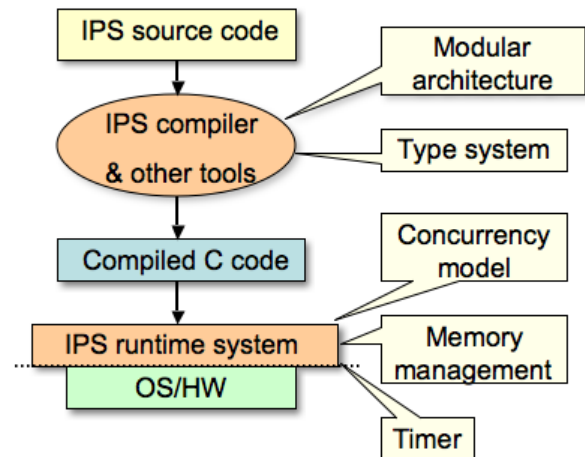 IPS source code
Modular
architecture
IPS compiler
& other tools
Type system
Compiled C code
Concurrency
model
IPS runtime system
Memory
management
OS/HW
Timer